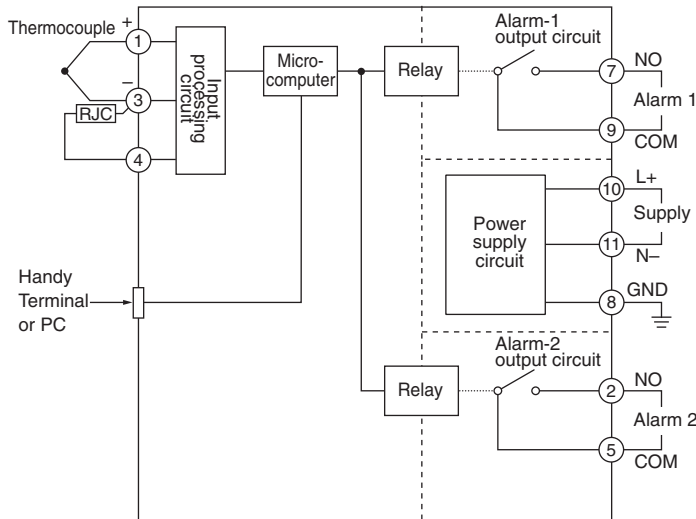 Thermocouple
+
1
–
3
RJC
4
Input
processing
circuit
Micro-
computer
Relay
Alarm-1
output circuit
7
NO
Alarm 1
9
COM
10
L+
Supply
11
N–
Power
supply
circuit
8
GND
Handy
Terminal
or PC
Relay
Alarm-2
output circuit
2
NO
Alarm 2
5
COM